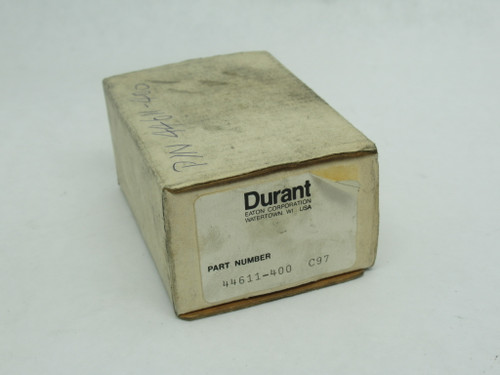 P/N 44611-400
Durant
EATON CORPORATION
WATERTOWN WI USA
PART NUMBER
44611-400 C97